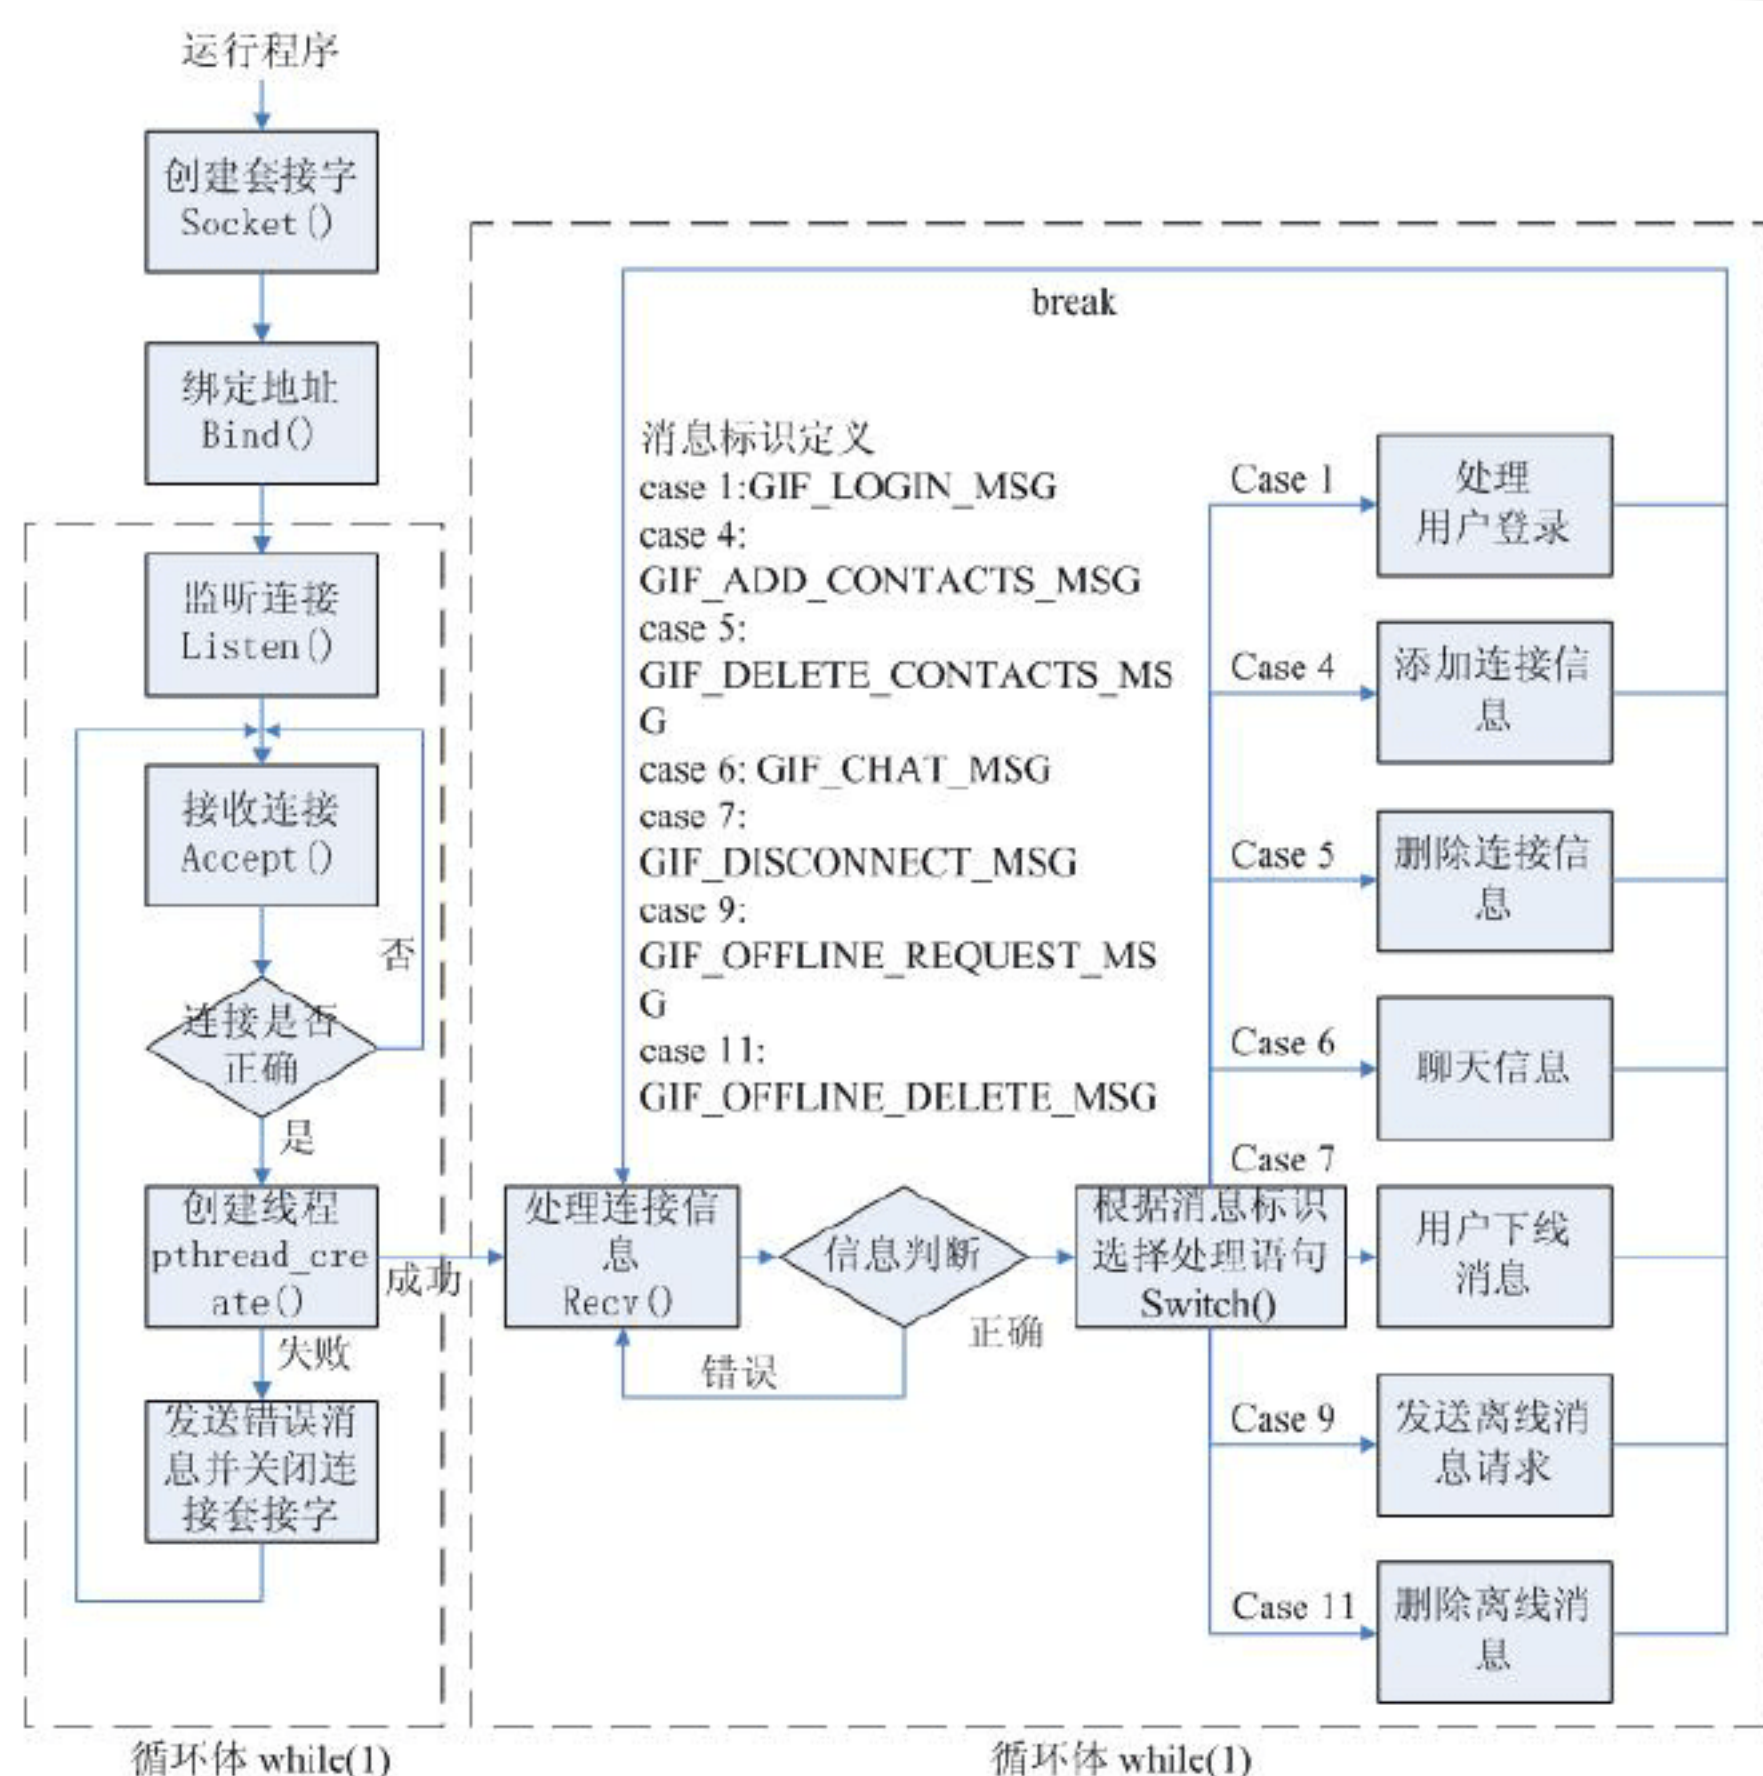 运行程序
创建套接字
Socket()
绑定地址
Bind()
监听连接
Listen()
接收连接
Accept()
否
连接是否
正确
是
创建线程
pthread_cre
ate()
成功
失败
发送错误消
息并关闭连
接套接字
循环体 while(1)
break
消息标识定义
case 1:GIF_LOGIN_MSG
case 4:
GIF_ADD_CONTACTS_MSG
case 5:
GIF_DELETE_CONTACTS_MS
G
case 6: GIF_CHAT_MSG
case 7:
GIF_DISCONNECT_MSG
case 9:
GIF_OFFLINE_REQUEST_MS
G
case 11:
GIF_OFFLINE_DELETE_MSG
处理连接信
息
Recv()
信息判断
错误
正确
根据消息标识
选择处理语句
Switch()
Case 1
处理
用户登录
Case 4
添加连接信
息
Case 5
删除连接信
息
Case 6
聊天信息
Case 7
用户下线
消息
Case 9
发送离线消
息请求
Case 11
删除离线消
息
循环体 while(1)